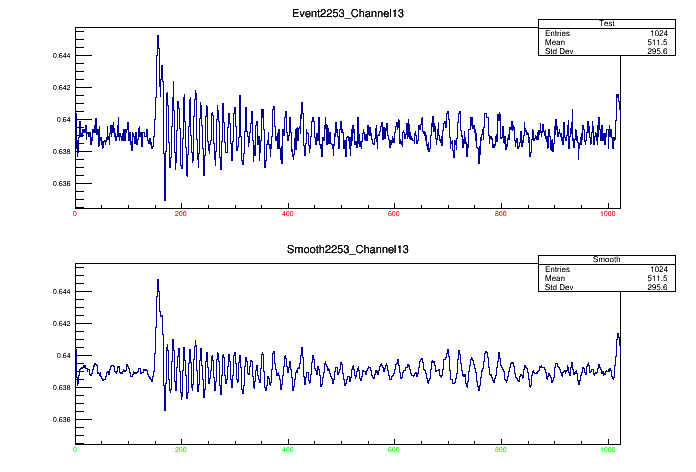 Event2253_Channel13
Test
Entries 1024
Mean 511.5
Std Dev 295.6
0.644
0.642
0.64
0.638
0.636
0 200 400 600 800 1000
Smooth2253_Channel13
Smooth
Entries 1024
Mean 511.5
Std Dev 295.6
0.644
0.642
0.64
0.638
0.636
0 200 400 600 800 1000